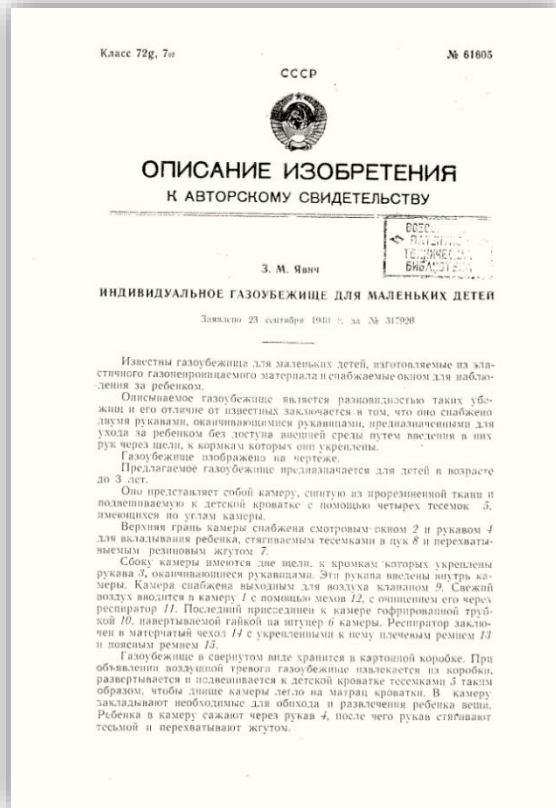 Класс 72g, 7₀₂
№ 61605
СССР
ОПИСАНИЕ ИЗОБРЕТЕНИЯ
К АВТОРСКОМУ СВИДЕТЕЛЬСТВУ
З. М. Явич
ИНДИВИДУАЛЬНОЕ ГАЗОУБЕЖИЩЕ ДЛЯ МАЛЕНЬКИХ ДЕТЕЙ
Заявлено 23 сентября 1940 г. за № 317926
Известны газоубежища для маленьких детей, изготовляемые из эла-
стичного газонепроницаемого материала и снабжаемые окном для наблю-
дения за ребенком.
Описываемое газоубежище является разновидностью таких убе-
жищ и его отличие от известных заключается в том, что оно снабжено
двумя рукавами, оканчивающимися рукавицами, предназначенными для
ухода за ребенком без доступа внешней среды путем введения в них
рук через щели, к кормкам которых они укреплены.
Газоубежище изображено на чертеже.
Предлагаемое газоубежище предназначается для детей в возрасте
до 3 лет.
Оно представляет собой камеру, сшитую из прорезиненной ткани и
подвешиваемую к детской кроватке с помощью четырех тесемок 5,
имеющихся по углам камеры.
Верхняя грань камеры снабжена смотровым окном 2 и рукавом 4
для вкладывания ребенка, стягиваемым тесемками в пук 8 и перехваты-
ваемым резиновым жгутом 7.
Сбоку камеры имеются две щели, к кромкам которых укреплены
рукава 3, оканчивающиеся рукавицами. Эти рукава введены внутрь ка-
меры. Камера снабжена выходным для воздуха клапаном 9. Свежий
воздух вводится в камеру 1 с помощью мехов 12, с очищением его через
респиратор 11. Последний присоединен к камере гофрированной труб-
кой 10, навертываемой гайкой на штуцер 6 камеры. Респиратор заклю-
чен в матерчатый чехол 14 с укрепленными к нему плечевым ремнем 13
и поясным ремнем 15.
Газоубежище в свернутом виде хранится в картонной коробке. При
объявлении воздушной тревоги газоубежище извлекается из коробки,
развертывается и подвешивается к детской кроватке тесемками 5 таким
образом, чтобы днище камеры легло на матрац кроватки. В камеру
закладывают необходимые для обихода и развлечения ребенка вещи.
Ребенка в камеру сажают через рукав 4, после чего рукав стягивают
тесьмой и перехватывают жгутом.